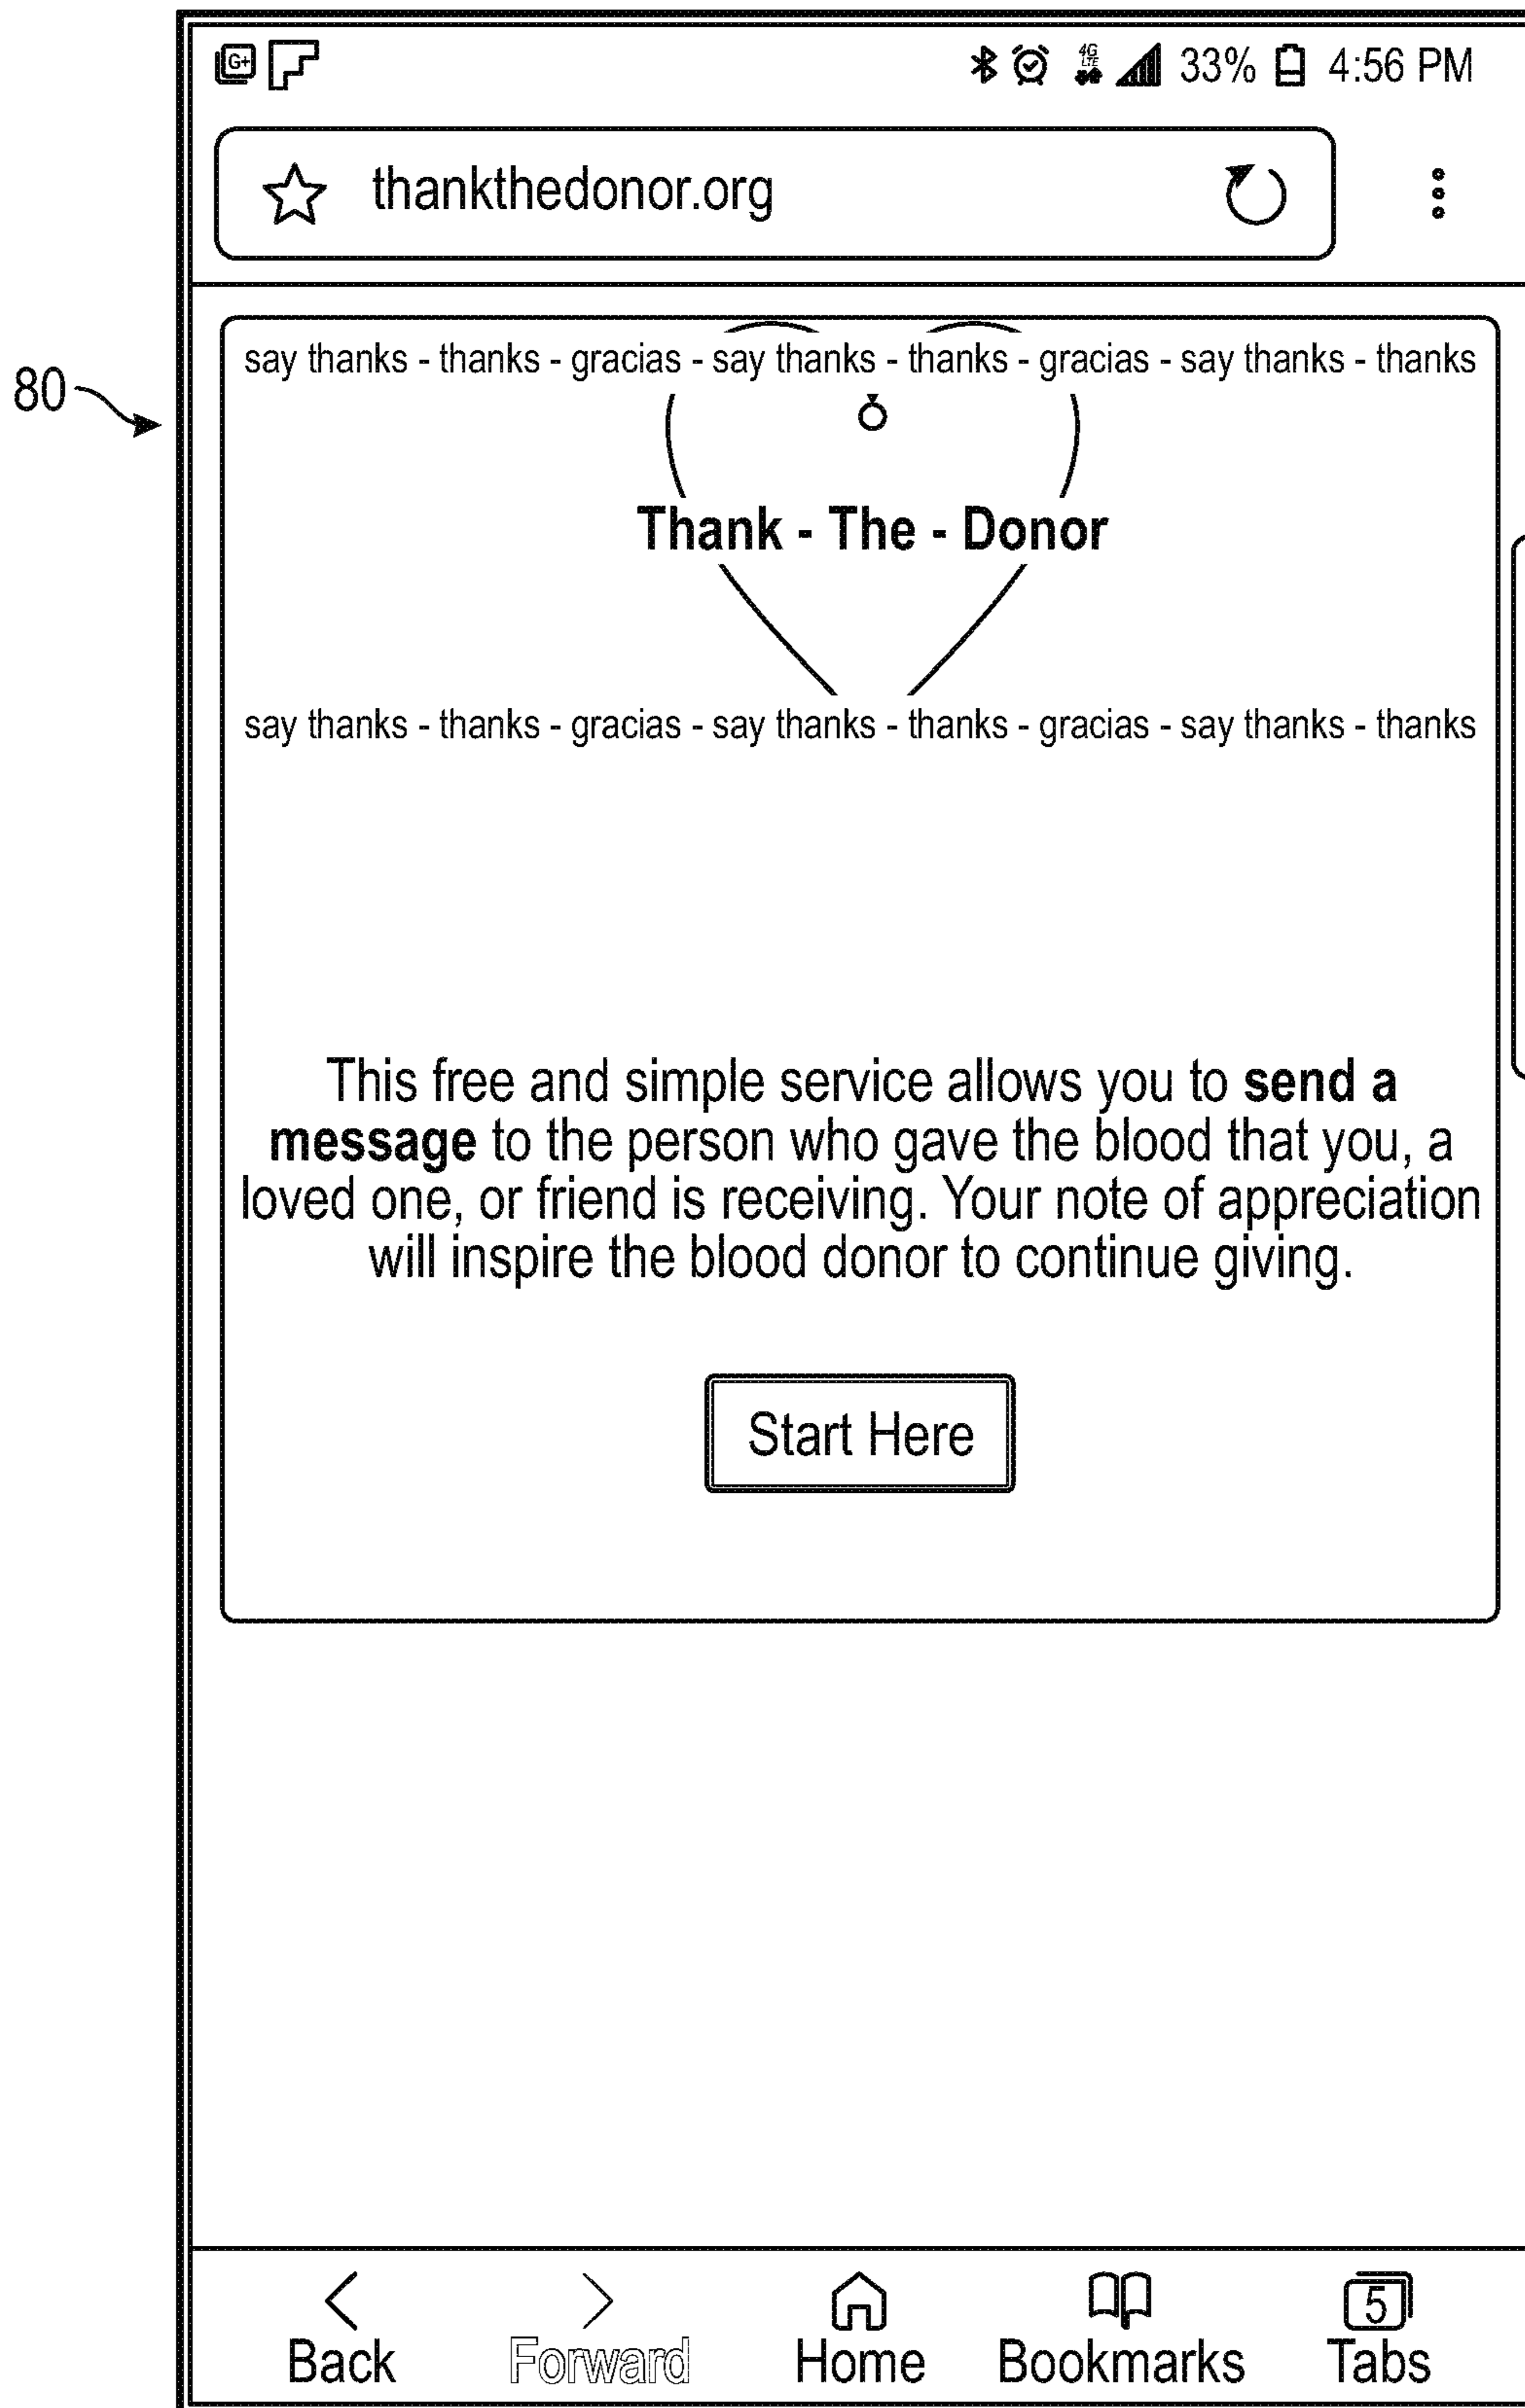 G+ 4G LTE 33% 4:56 PM
thankthedonor.org
80
say thanks - thanks - gracias - say thanks - thanks - gracias - say thanks - thanks
Thank - The - Donor
say thanks - thanks - gracias - say thanks - thanks - gracias - say thanks - thanks
This free and simple service allows you to send a
message to the person who gave the blood that you, a
loved one, or friend is receiving. Your note of appreciation
will inspire the blood donor to continue giving.
Start Here
5
Back Forward Home Bookmarks Tabs